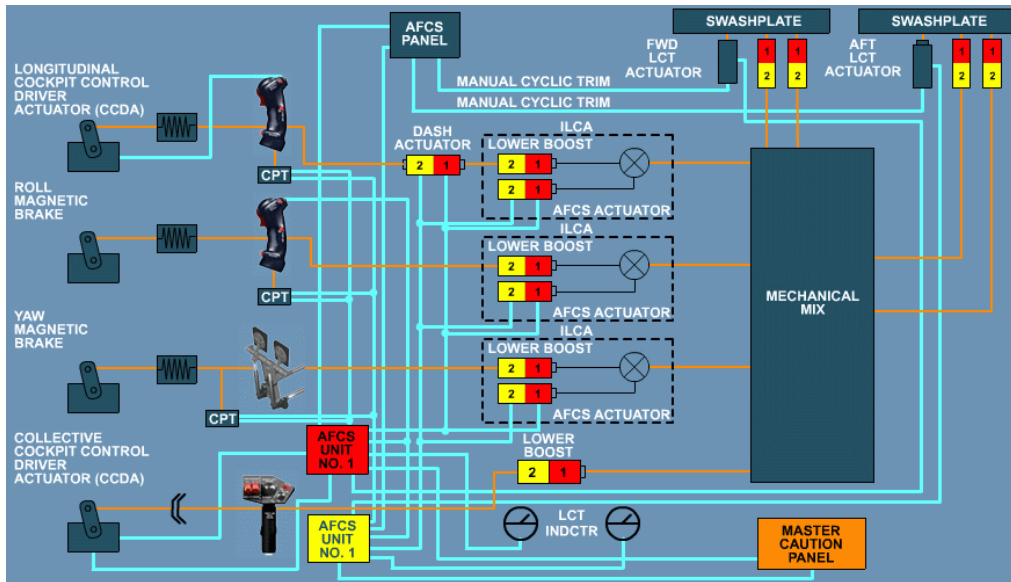 AFCS
PANEL
SWASHPLATE
SWASHPLATE
FWD
LCT
ACTUATOR
1
2
1
2
AFT
LCT
ACTUATOR
1
2
1
2
MANUAL CYCLIC TRIM
MANUAL CYCLIC TRIM
LONGITUDINAL
COCKPIT CONTROL
DRIVER
ACTUATOR (CCDA)
CPT
DASH
ACTUATOR
2 1
ILCA
LOWER BOOST
2 1
2 1
AFCS ACTUATOR
ROLL
MAGNETIC
BRAKE
CPT
ILCA
LOWER BOOST
2 1
2 1
AFCS ACTUATOR
MECHANICAL
MIX
YAW
MAGNETIC
BRAKE
CPT
ILCA
LOWER BOOST
2 1
2 1
AFCS ACTUATOR
COLLECTIVE
COCKPIT CONTROL
DRIVER
ACTUATOR (CCDA)
AFCS
UNIT
NO. 1
LOWER
BOOST
2 1
AFCS
UNIT
NO. 1
LCT
INDCTR
MASTER
CAUTION
PANEL